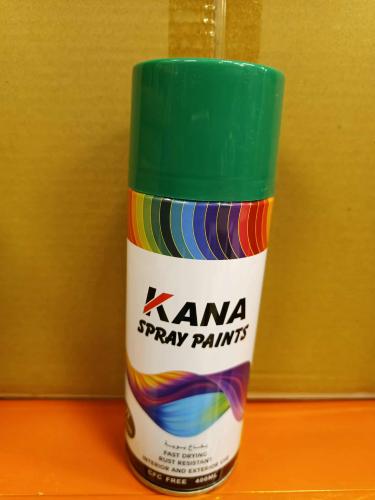 KANA
SPRAY PAINTS
FAST DRYING
RUST RESISTANT
INTERIOR AND EXTERIOR USE
CFC FREE 400ML